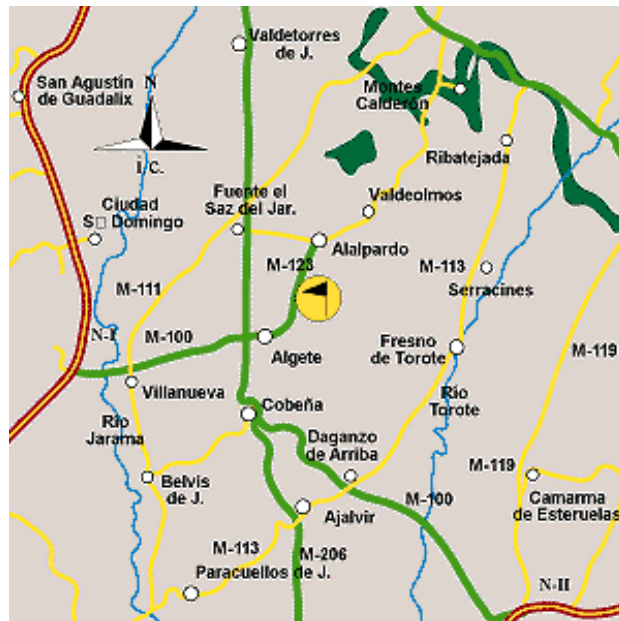 Valdetorres
de J.
San Agustín
de Guadalix
N
Montes
Calderón
Ribatejada
Fuente el
Saz del Jar.
Valdeolmos
Ciudad
S□ Domingo
Alalpardo
M-123
M-113
Serracines
M-111
N-I
M-100
Algete
Fresno
de Torote
M-119
Villanueva
Cobeña
Río
Torote
Río
Jarama
Daganzo
de Arriba
Belvis
de J.
M-119
M-100
Camarma
de Esteruelas
Ajalvir
M-113
M-206
Paracuellos de J.
N-II